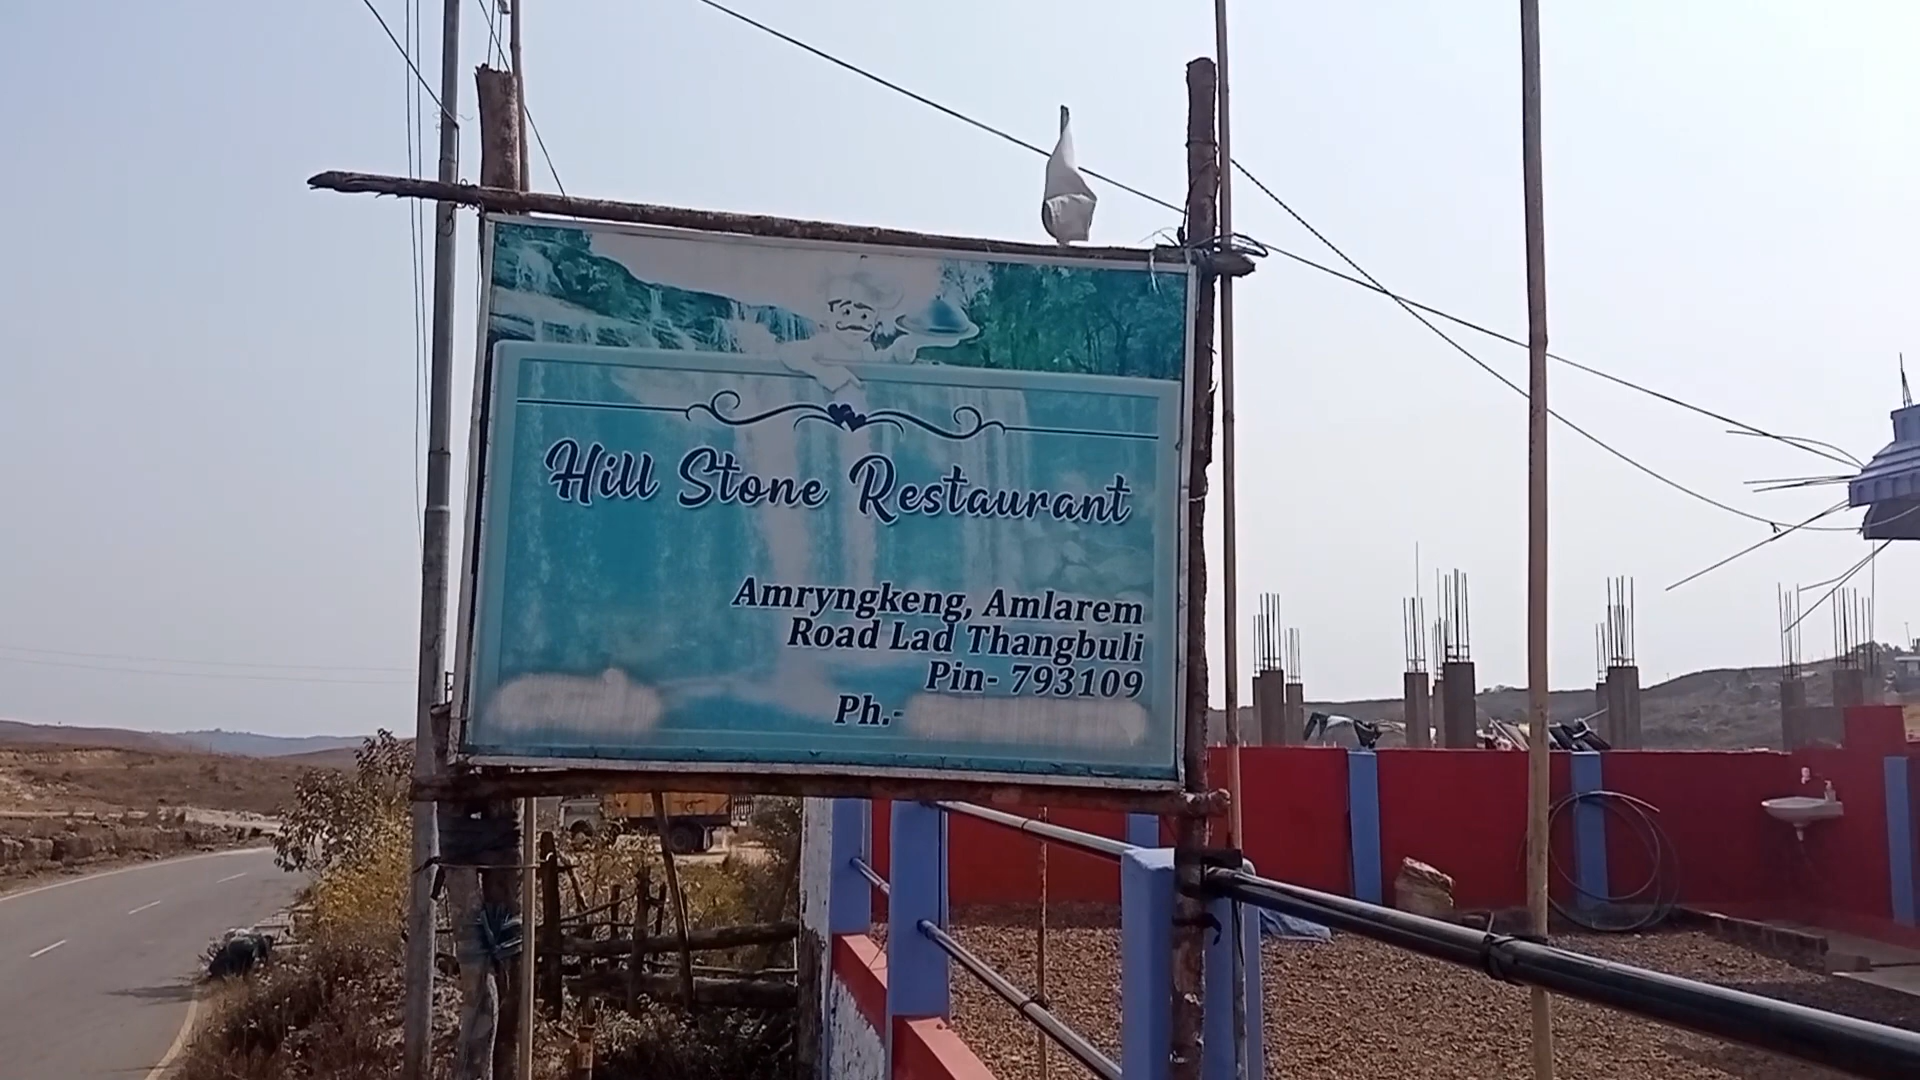 Hill Stone Restaurant
Amryngkeng, Amlarem
Road Lad Thangbuli
Pin- 793109
Ph.-